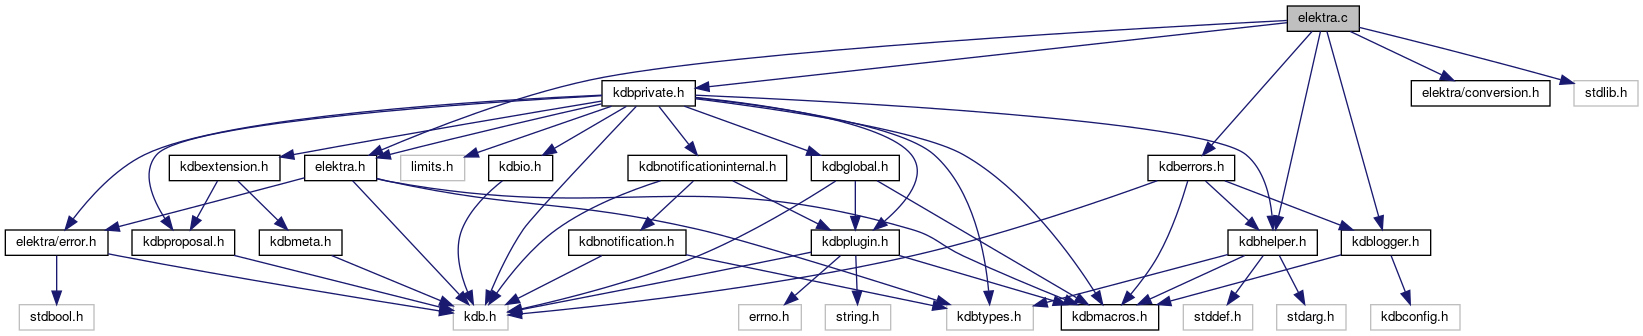 elektra.c
kdbprivate.h
elektra/conversion.h
stdlib.h
kdbextension.h
elektra.h
limits.h
kdbio.h
kdbnotificationinternal.h
kdbglobal.h
kdberrors.h
elektra/error.h
kdbproposal.h
kdbmeta.h
kdbnotification.h
kdbplugin.h
kdbhelper.h
kdblogger.h
stdbool.h
kdb.h
errno.h
string.h
kdbtypes.h
kdbmacros.h
stddef.h
stdarg.h
kdbconfig.h